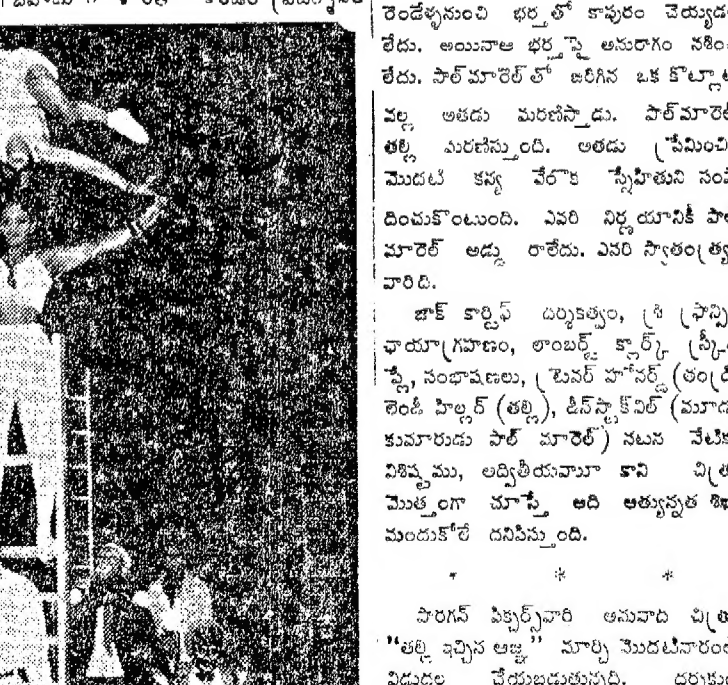 రెండేళ్ళనుంచి భర్తతో కాపురం చెయ్యడ
లేదు. అయినాఆ భర్తపై అనురాగం నశిం
లేదు. పాల్‌మారెల్‌తో జరిగిన ఒక కొట్లాట
వల్ల అతడు మరణిస్తాడు. పాల్‌మారెల్
తల్లి మరణిస్తుంది. అతడు ప్రేమించి
మొదటి కన్య వేరొక స్నేహితుని సంపా
దించుకొంటుంది. ఎవరి నిర్ణయానికీ పాల్
మారెల్ అడ్డు రాలేదు. ఎవరి స్వాతంత్ర్య
వారిది.
జాక్ కార్డిఫ్ దర్శకత్వం, ఫ్రాన్సి
ఛాయాగ్రహణం, లాంబర్ట్ క్లార్క్ స్క్రీ
ప్లే, సంభాషణలు, (తండ్రి
వెండీ హిల్లర్ (తల్లి), డీన్‌స్టాక్‌విల్ (మూడ
కుమారుడు పాల్ మారెల్) నటన వేటిక
విశిష్టము, అద్వితీయమూ కాని చిత్ర
మొత్తంగా చూస్తే అది అత్యున్నత శిఖ
మందుకోలే దనిపిస్తుంది.
* * *
పారగన్ పిక్చర్స్‌వారి అనువాద చిత్ర
"తల్లి ఇచ్చిన ఆజ్ఞ" మార్చి మొదటివారం
విడుదల చేయబడుతున్నది. దర్శకు